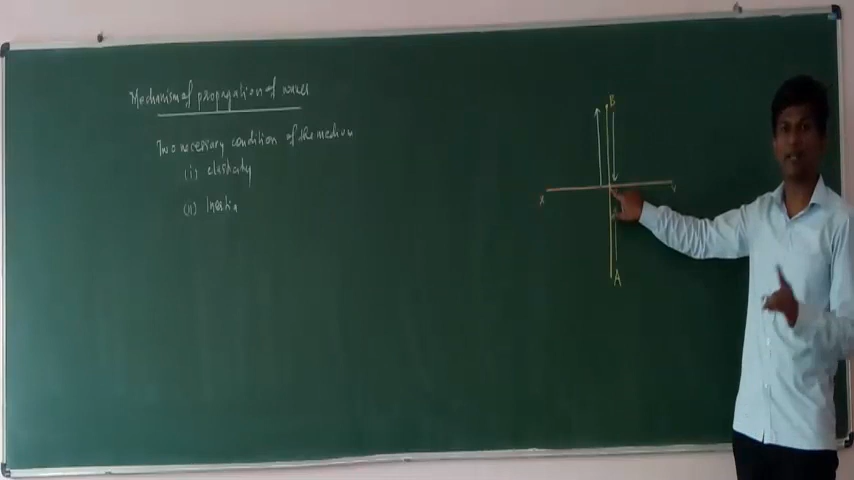 Mechanism of propagation of waves
Two necessary condition of the medium
(i) elasticity
(ii) Inertia
B
X
Y
A